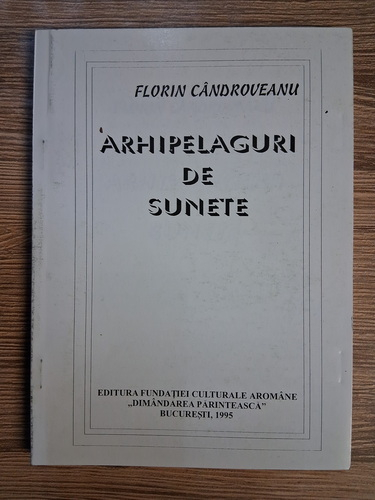 FLORIN CÂNDROVEANU
ARHIPELAGURI
DE
SUNETE
EDITURA FUNDAȚIEI CULTURALE AROMÂNE
„DIMÂNDAREA PĂRINTEASCĂ"
BUCUREȘTI, 1995